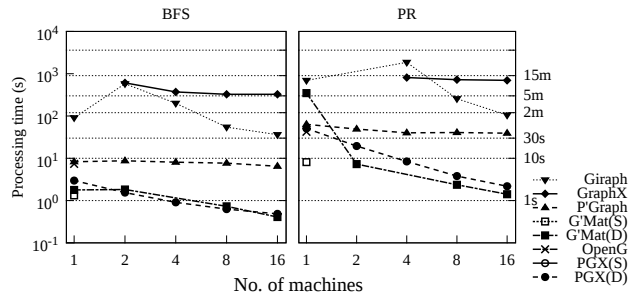 BFS PR
10^4
10^3
10^2
10^1
10^0
10^-1
Processing time (s)
15m
5m
2m
30s
10s
1s
1 2 4 8 16 1 2 4 8 16
No. of machines
Giraph
GraphX
P'Graph
G'Mat(S)
G'Mat(D)
OpenG
PGX(S)
PGX(D)